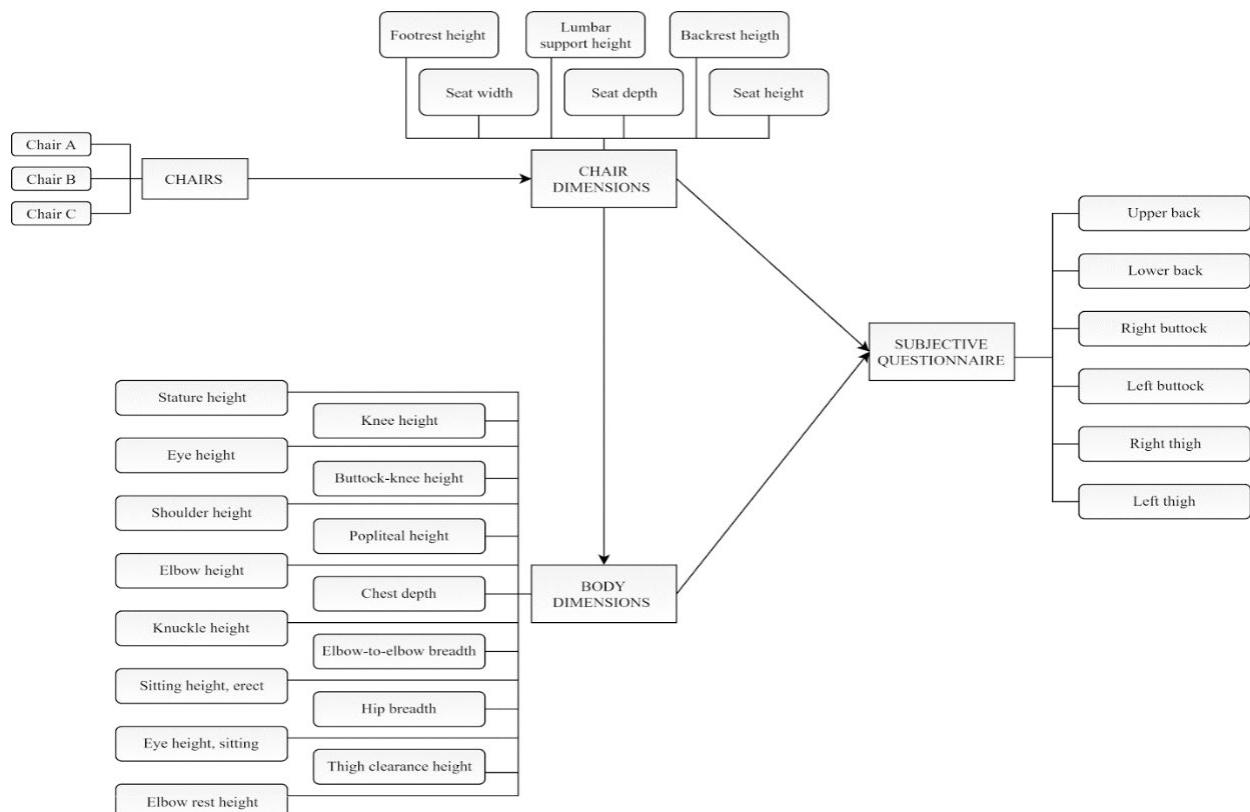 Footrest height
Lumbar
support height
Backrest heigth
Seat width
Seat depth
Seat height
Chair A
Chair B
Chair C
CHAIRS
CHAIR
DIMENSIONS
Upper back
Lower back
Right buttock
Left buttock
Right thigh
Left thigh
SUBJECTIVE
QUESTIONNAIRE
Stature height
Knee height
Eye height
Buttock-knee height
Shoulder height
Popliteal height
Elbow height
Chest depth
Knuckle height
Elbow-to-elbow breadth
Sitting height, erect
Hip breadth
Eye height, sitting
Thigh clearance height
Elbow rest height
BODY
DIMENSIONS